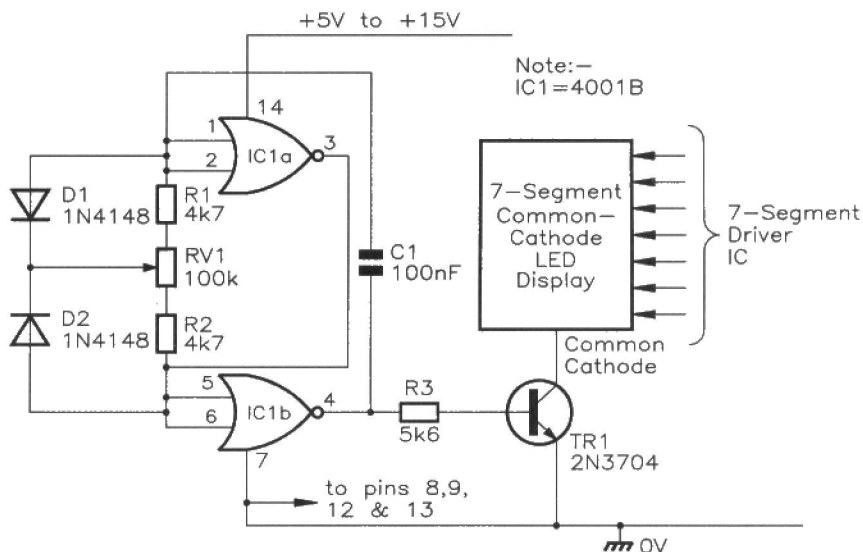 +5V to +15V
Note:–
IC1=4001B
14
1
2
3
IC1a
D1
1N4148
R1
4k7
RV1
100k
C1
100nF
D2
1N4148
R2
4k7
7–Segment
Common–
Cathode
LED
Display
7–Segment
Driver
IC
Common
Cathode
5
6
4
IC1b
7
R3
5k6
TR1
2N3704
to pins 8,9,
12 & 13
0V